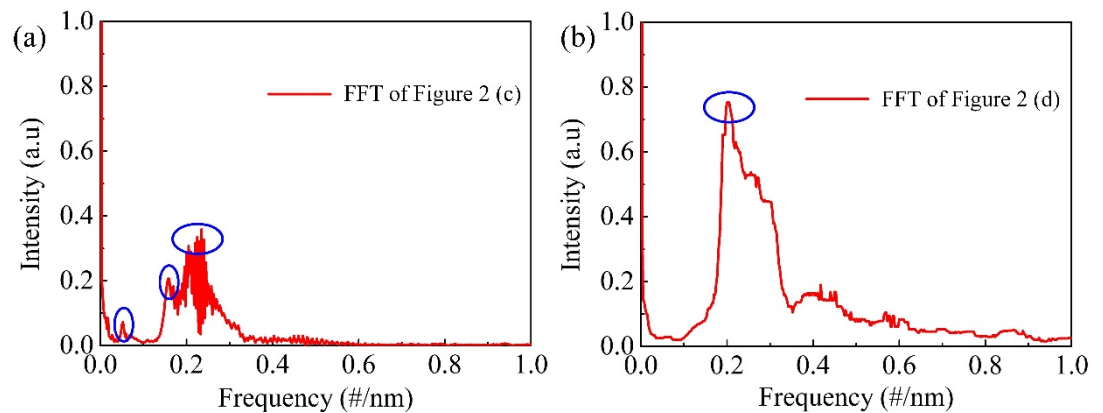 (a)
1.0
0.8
0.6
0.4
0.2
0.0
Intensity (a.u)
FFT of Figure 2 (c)
0.0 0.2 0.4 0.6 0.8 1.0
Frequency (#/nm)
(b)
1.0
0.8
0.6
0.4
0.2
0.0
Intensity (a.u)
FFT of Figure 2 (d)
0.0 0.2 0.4 0.6 0.8 1.0
Frequency (#/nm)